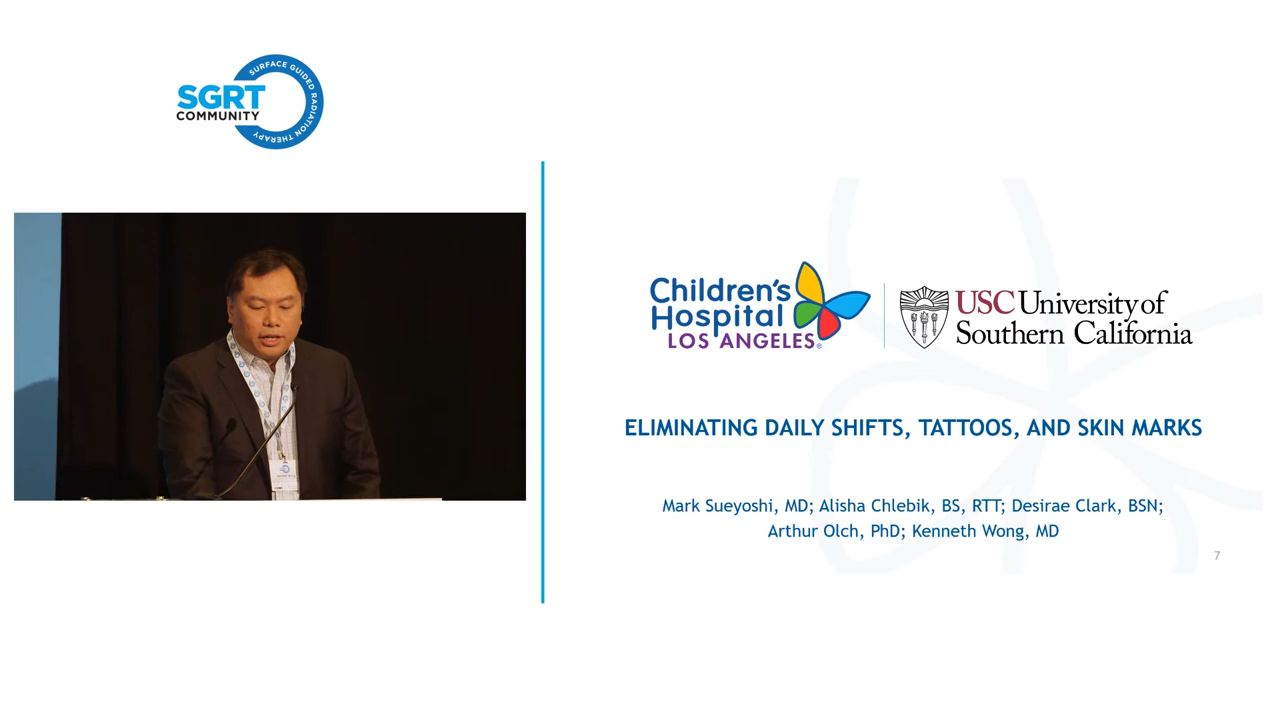 SURFACE GUIDED RADIATION THERAPY
SGRT
COMMUNITY
Children's
Hospital
LOS ANGELES®
USC University of
Southern California
ELIMINATING DAILY SHIFTS, TATTOOS, AND SKIN MARKS
Mark Sueyoshi, MD; Alisha Chlebik, BS, RTT; Desirae Clark, BSN;
Arthur Olch, PhD; Kenneth Wong, MD
7